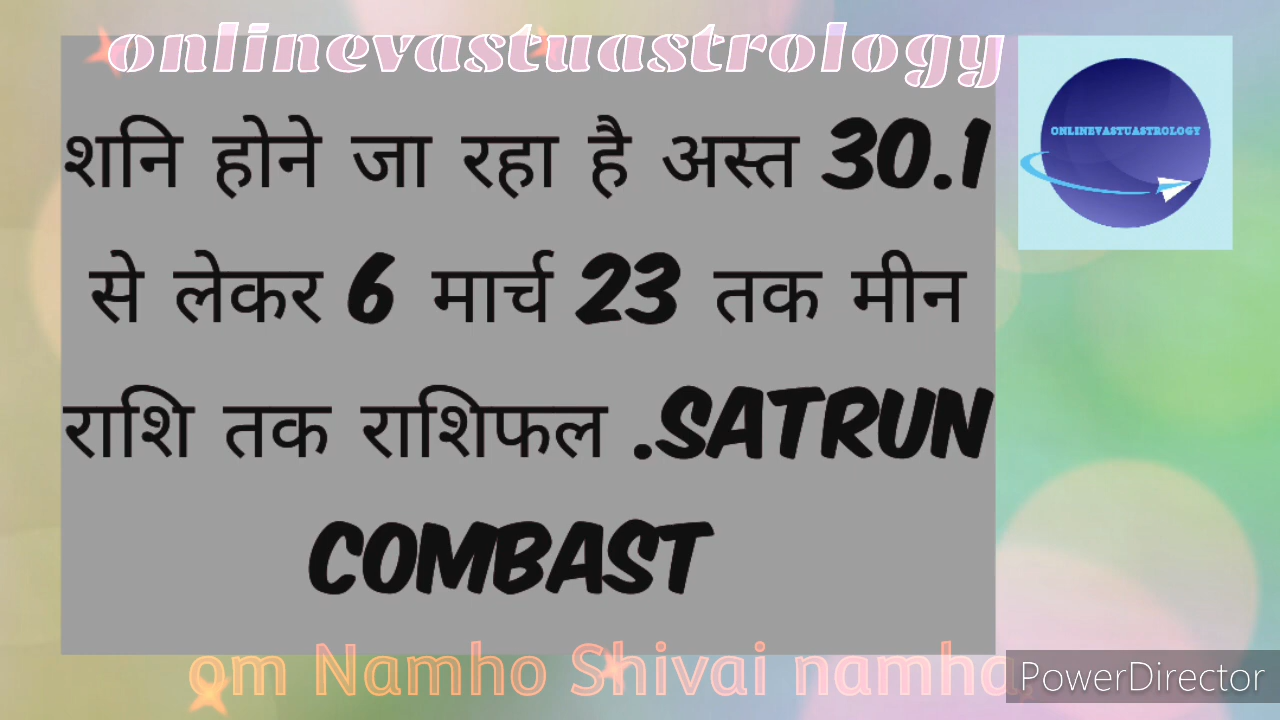 onlinevastuastrology
शनि होने जा रहा है अस्त 30.1
से लेकर 6 मार्च 23 तक मीन
राशि तक राशिफल .SATRUN
COMBAST
ONLINEVASTUASTROLOGY
om Namho Shivai namha.
PowerDirector